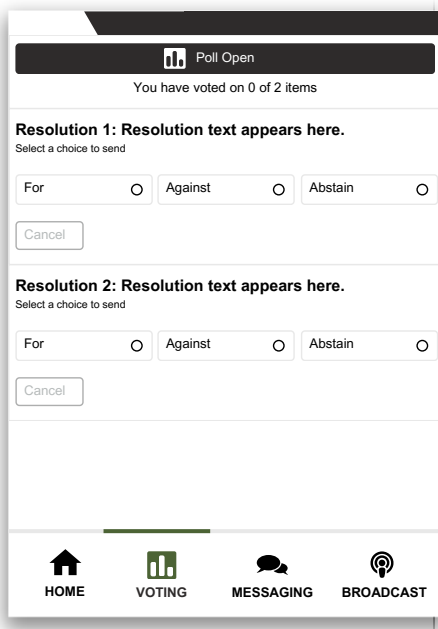 Poll Open
You have voted on 0 of 2 items
Resolution 1: Resolution text appears here.
Select a choice to send
For Against Abstain
Cancel
Resolution 2: Resolution text appears here.
Select a choice to send
For Against Abstain
Cancel
HOME VOTING MESSAGING BROADCAST